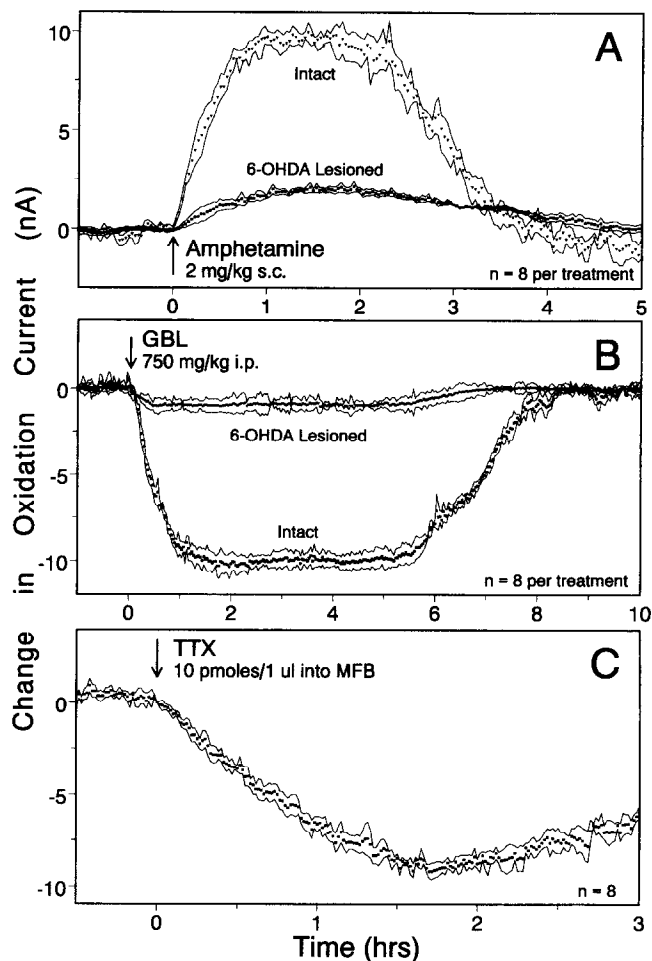 Change in Oxidation Current (nA)
A
10
5
0
Intact
6-OHDA Lesioned
Amphetamine
2 mg/kg s.c.
n = 8 per treatment
0 1 2 3 4 5
B
GBL
750 mg/kg i.p.
0
-5
-10
6-OHDA Lesioned
Intact
n = 8 per treatment
0 2 4 6 8 10
C
TTX
10 pmoles/1 ul into MFB
0
-5
-10
n = 8
0 1 2 3
Time (hrs)